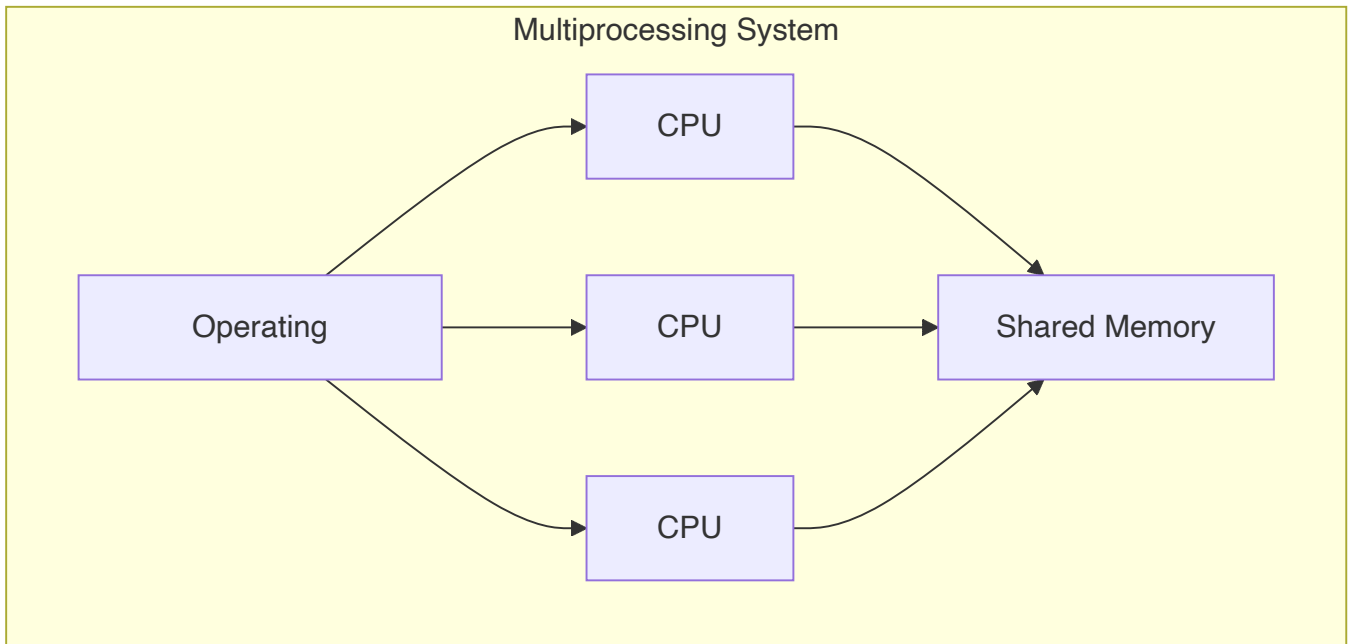 Multiprocessing System
CPU
Operating
CPU
Shared Memory
CPU